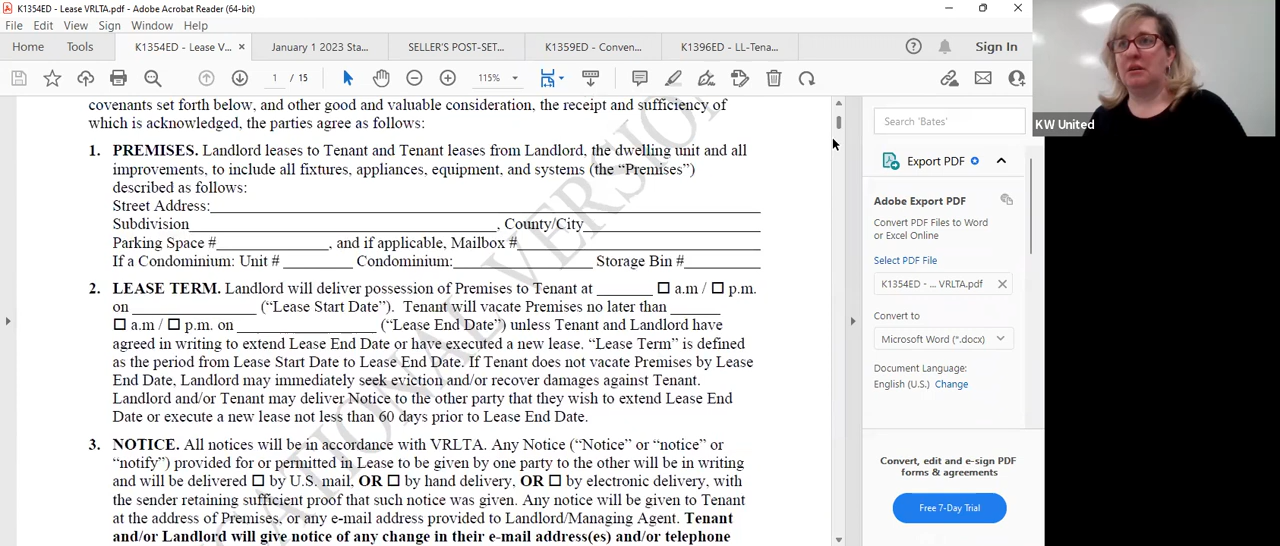 K1354ED - Lease VRLTA.pdf - Adobe Acrobat Reader (64-bit)
File Edit View Sign Window Help
Home Tools K1354ED - Lease V... × January 1 2023 Sta... SELLER'S POST-SET... K1359ED - Conven... K1396ED - LL-Tena... Sign In
1 / 15 115%
covenants set forth below, and other good and valuable consideration, the receipt and sufficiency of
which is acknowledged, the parties agree as follows:
1. PREMISES. Landlord leases to Tenant and Tenant leases from Landlord, the dwelling unit and all
improvements, to include all fixtures, appliances, equipment, and systems (the “Premises”)
described as follows:
Street Address:
Subdivision , County/City
Parking Space # , and if applicable, Mailbox #
If a Condominium: Unit # Condominium: Storage Bin #
2. LEASE TERM. Landlord will deliver possession of Premises to Tenant at ☐ a.m / ☐ p.m.
on (“Lease Start Date”). Tenant will vacate Premises no later than
☐ a.m / ☐ p.m. on (“Lease End Date”) unless Tenant and Landlord have
agreed in writing to extend Lease End Date or have executed a new lease. “Lease Term” is defined
as the period from Lease Start Date to Lease End Date. If Tenant does not vacate Premises by Lease
End Date, Landlord may immediately seek eviction and/or recover damages against Tenant.
Landlord and/or Tenant may deliver Notice to the other party that they wish to extend Lease End
Date or execute a new lease not less than 60 days prior to Lease End Date.
3. NOTICE. All notices will be in accordance with VRLTA. Any Notice (“Notice” or “notice” or
“notify”) provided for or permitted in Lease to be given by one party to the other will be in writing
and will be delivered ☐ by U.S. mail, OR ☐ by hand delivery, OR ☐ by electronic delivery, with
the sender retaining sufficient proof that such notice was given. Any notice will be given to Tenant
at the address of Premises, or any e-mail address provided to Landlord/Managing Agent. Tenant
and/or Landlord will give notice of any change in their e-mail address(es) and/or telephone
ATIONAL VERSION
Search 'Bates'
Export PDF
Adobe Export PDF
Convert PDF Files to Word
or Excel Online
Select PDF File
K1354ED - ... VRLTA.pdf ×
Convert to
Microsoft Word (*.docx)
Document Language:
English (U.S.) Change
Convert, edit and e-sign PDF
forms & agreements
Free 7-Day Trial
KW United